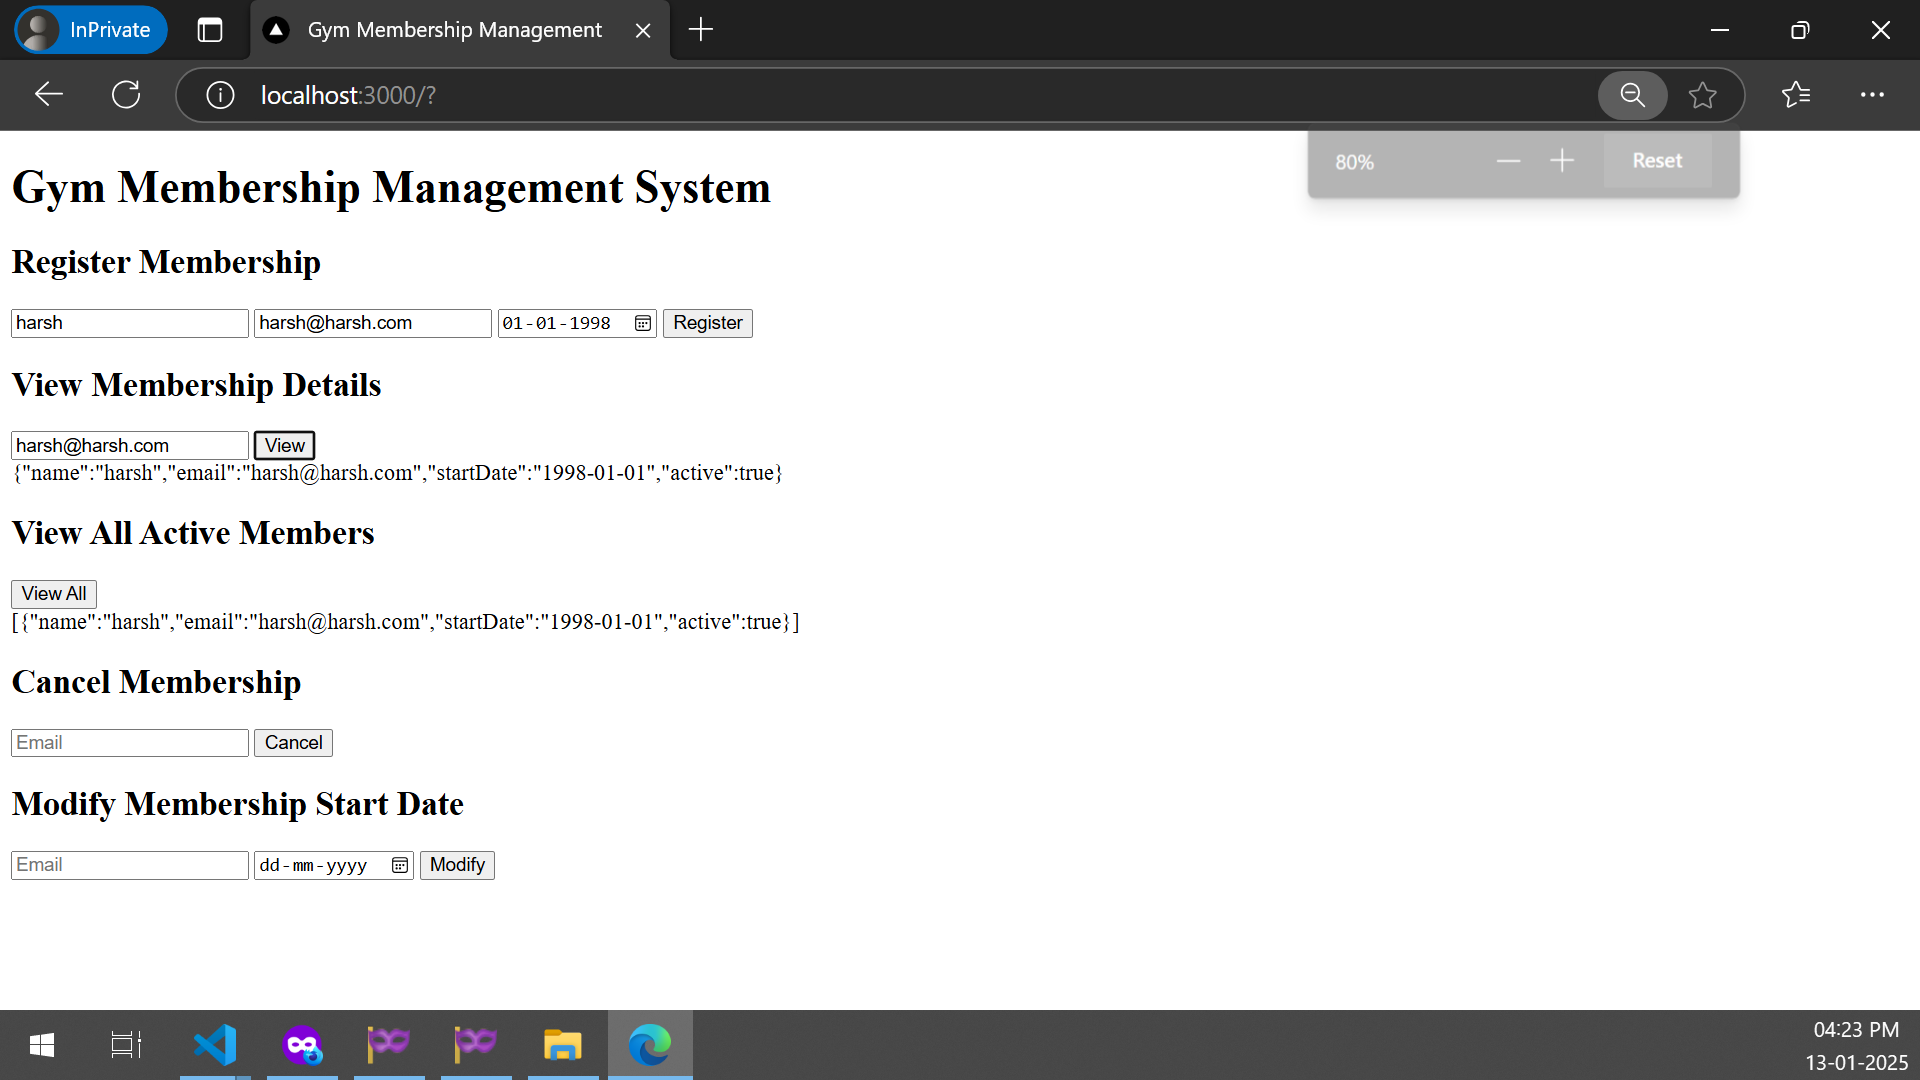 InPrivate
Gym Membership Management
localhost:3000/?
80%
Reset
Gym Membership Management System
Register Membership
harsh harsh@harsh.com 01-01-1998 Register
View Membership Details
harsh@harsh.com View
{"name":"harsh","email":"harsh@harsh.com","startDate":"1998-01-01","active":true}
View All Active Members
View All
[{"name":"harsh","email":"harsh@harsh.com","startDate":"1998-01-01","active":true}]
Cancel Membership
Email Cancel
Modify Membership Start Date
Email dd-mm-yyyy Modify
04:23 PM
13-01-2025